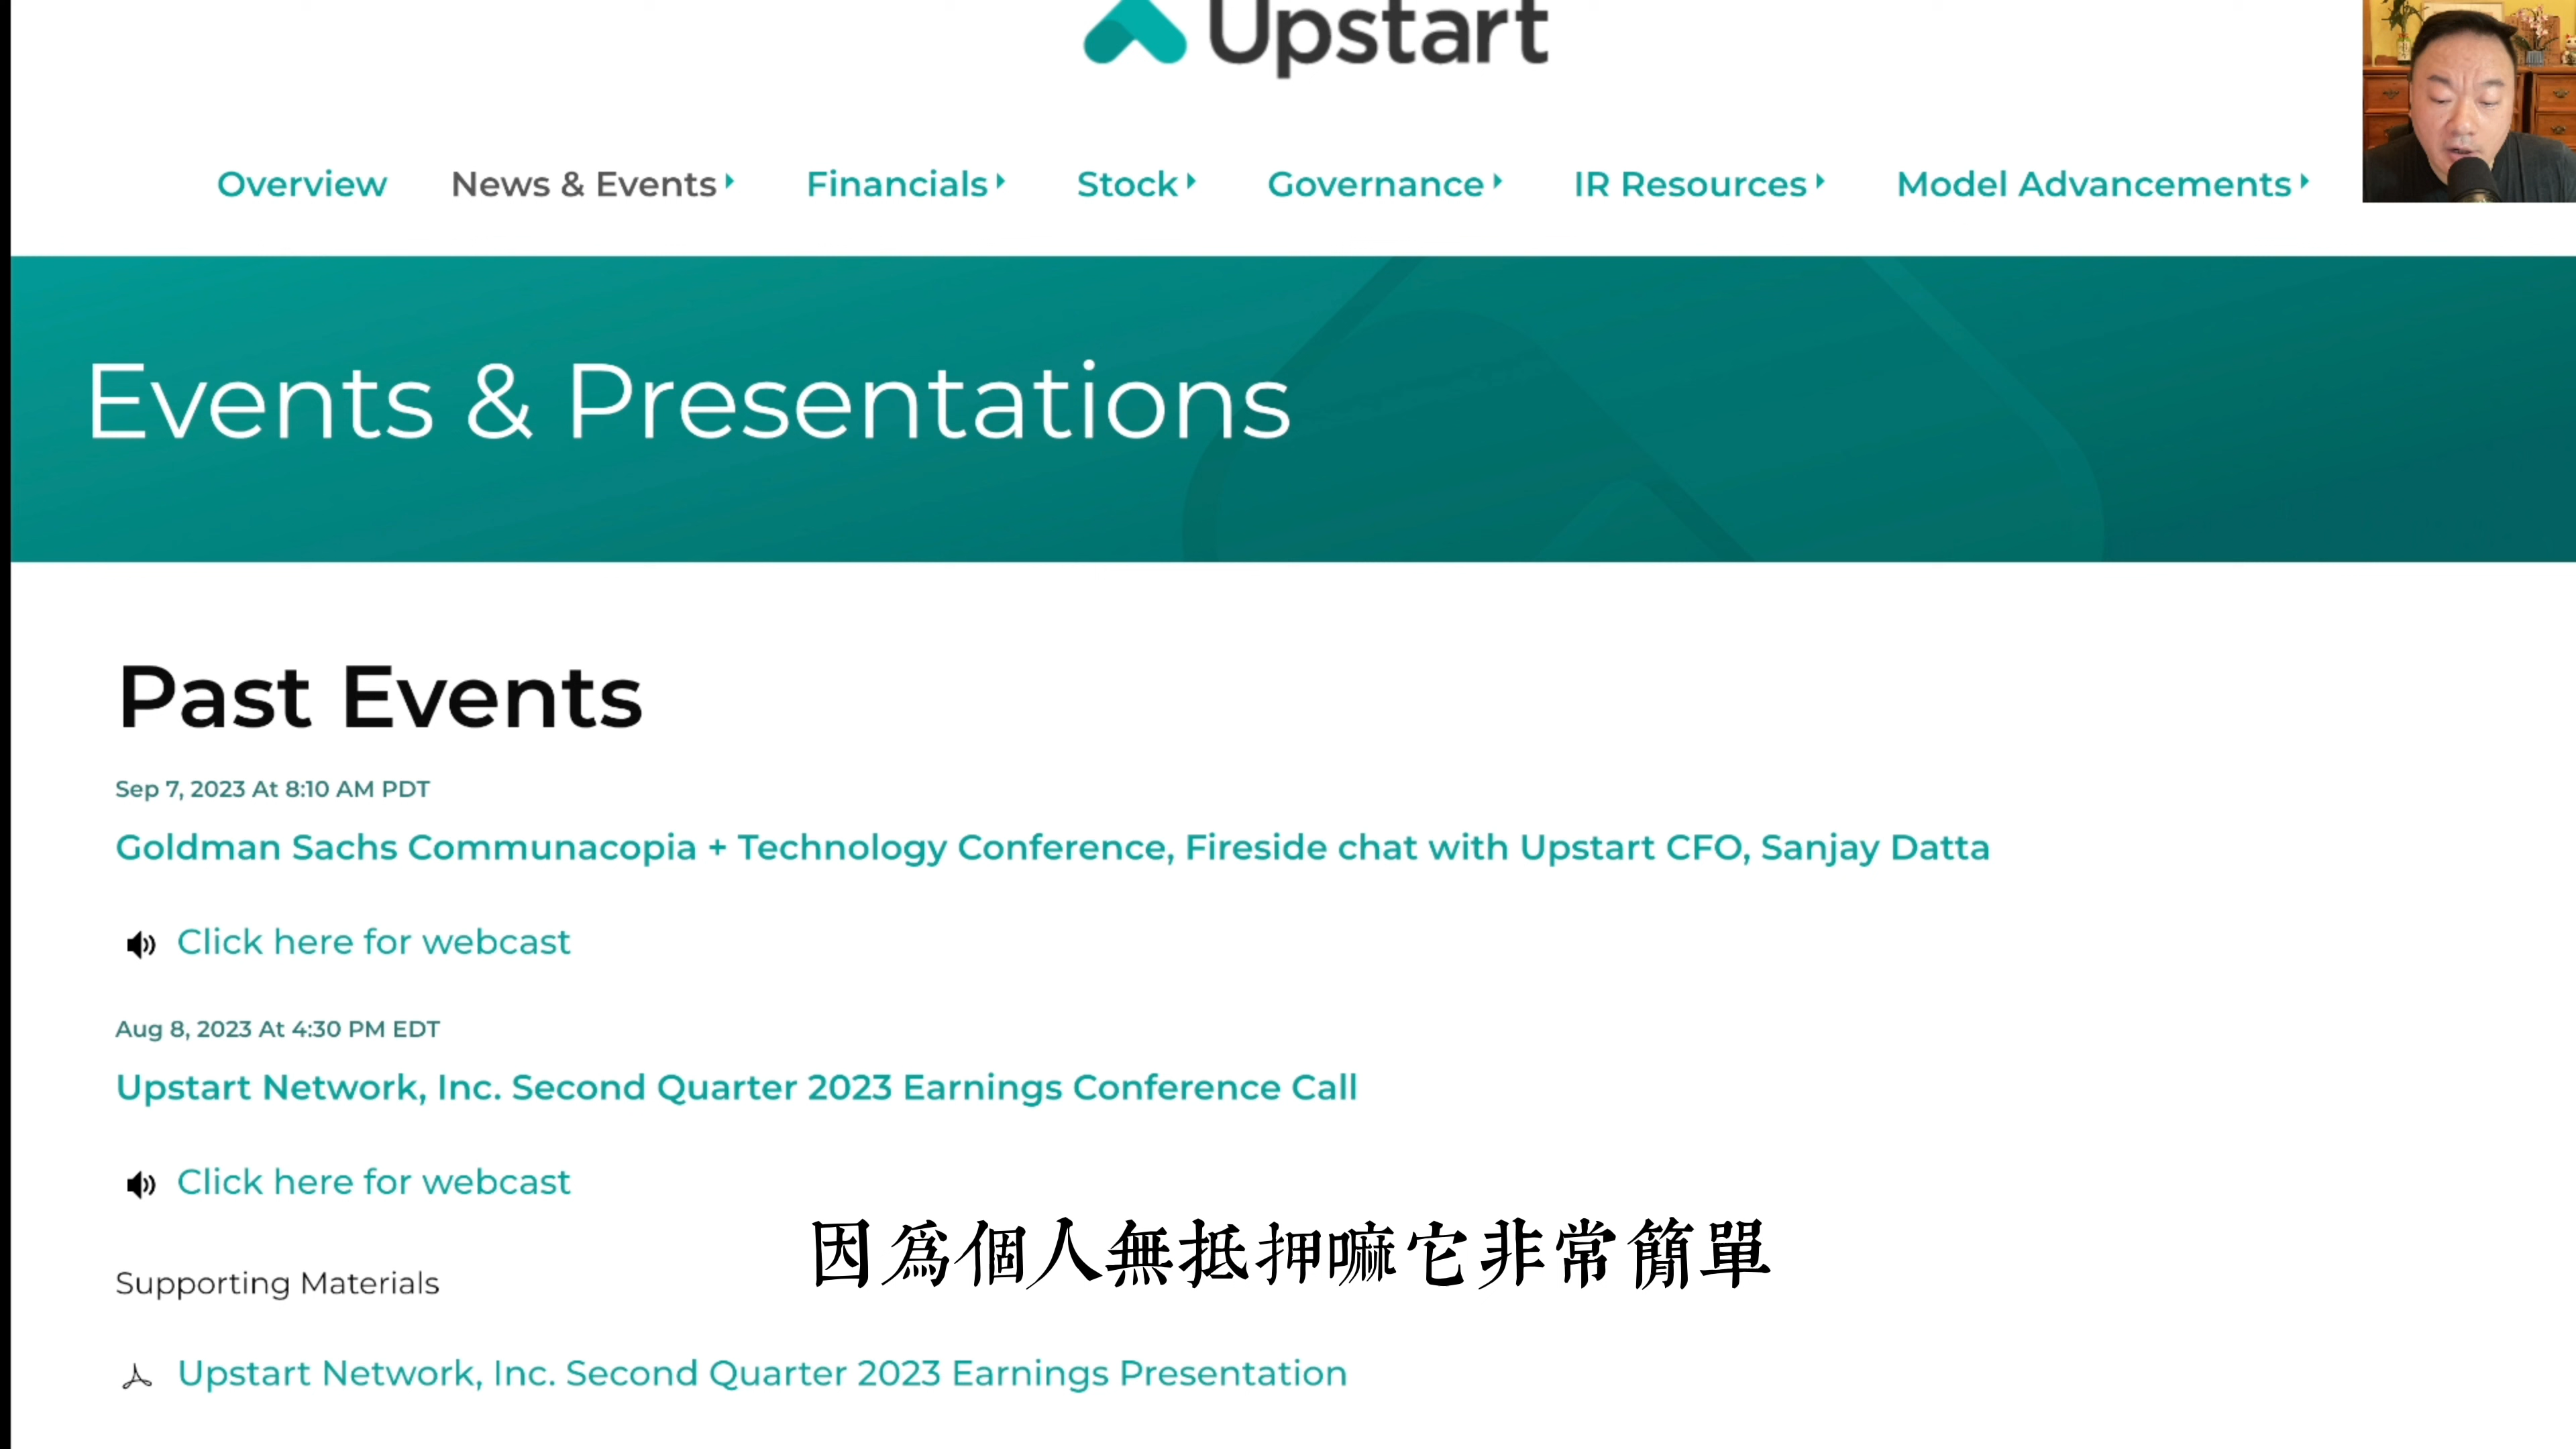 Upstart
Overview
News & Events
Financials
Stock
Governance
IR Resources
Model Advancements
Events & Presentations
Past Events
Sep 7, 2023 At 8:10 AM PDT
Goldman Sachs Communacopia + Technology Conference, Fireside chat with Upstart CFO, Sanjay Datta
Click here for webcast
Aug 8, 2023 At 4:30 PM EDT
Upstart Network, Inc. Second Quarter 2023 Earnings Conference Call
Click here for webcast
因為個人無抵押嘛它非常簡單
Supporting Materials
Upstart Network, Inc. Second Quarter 2023 Earnings Presentation